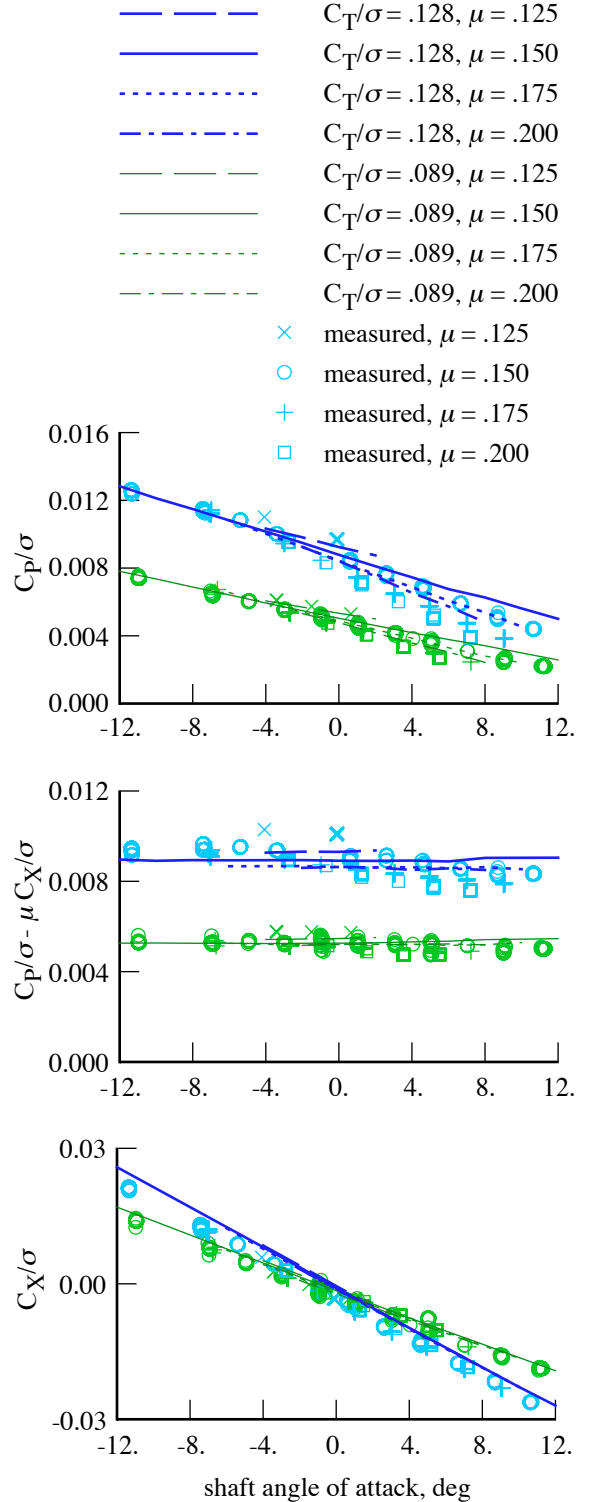 C_T/σ = .128, μ = .125
C_T/σ = .128, μ = .150
C_T/σ = .128, μ = .175
C_T/σ = .128, μ = .200
C_T/σ = .089, μ = .125
C_T/σ = .089, μ = .150
C_T/σ = .089, μ = .175
C_T/σ = .089, μ = .200
measured, μ = .125
measured, μ = .150
measured, μ = .175
measured, μ = .200
C_P/σ
0.016
0.012
0.008
0.004
0.000
-12. -8. -4. 0. 4. 8. 12.
C_P/σ - μ C_X/σ
0.012
0.008
0.004
0.000
-12. -8. -4. 0. 4. 8. 12.
C_X/σ
0.03
0.00
-0.03
-12. -8. -4. 0. 4. 8. 12.
shaft angle of attack, deg